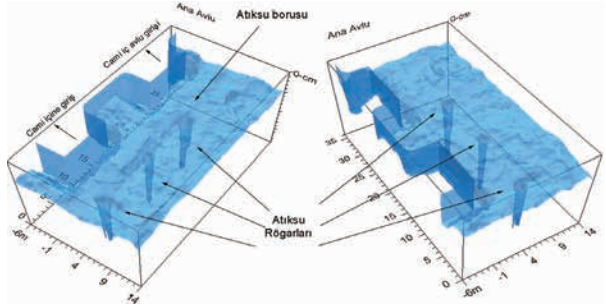 Ana Avlu
Atıksu borusu
Cami iç avlu girişi
Cami içine giriş
0-cm
15
15
5
0
-6m
-1
4
9
14
Atıksu
Rögarları
Ana Avlu
0-cm
35
30
25
20
15
10
5
0
-6m
-1
4
9
14